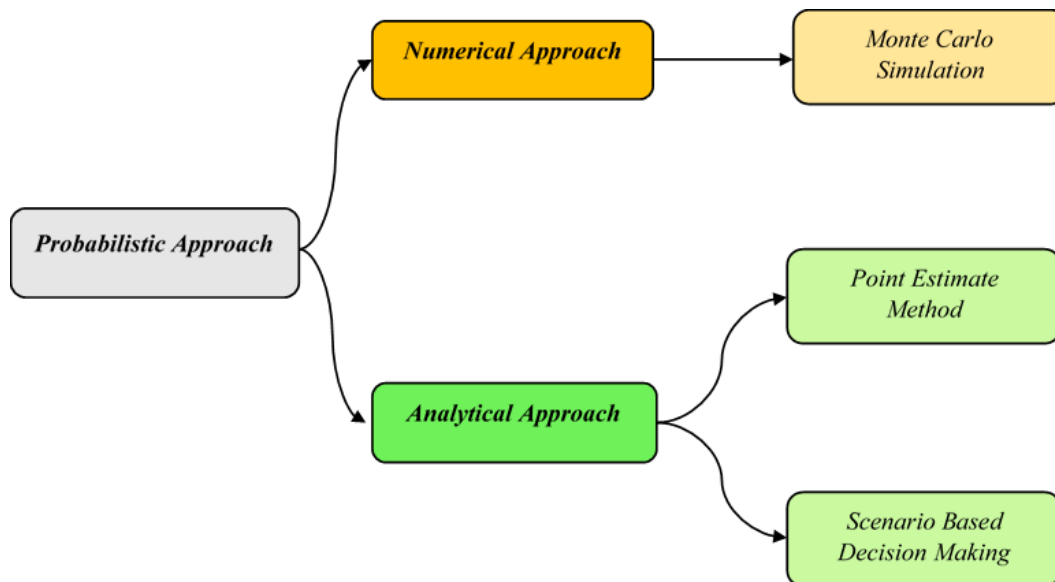 Numerical Approach
Monte Carlo
Simulation
Probabilistic Approach
Point Estimate
Method
Analytical Approach
Scenario Based
Decision Making